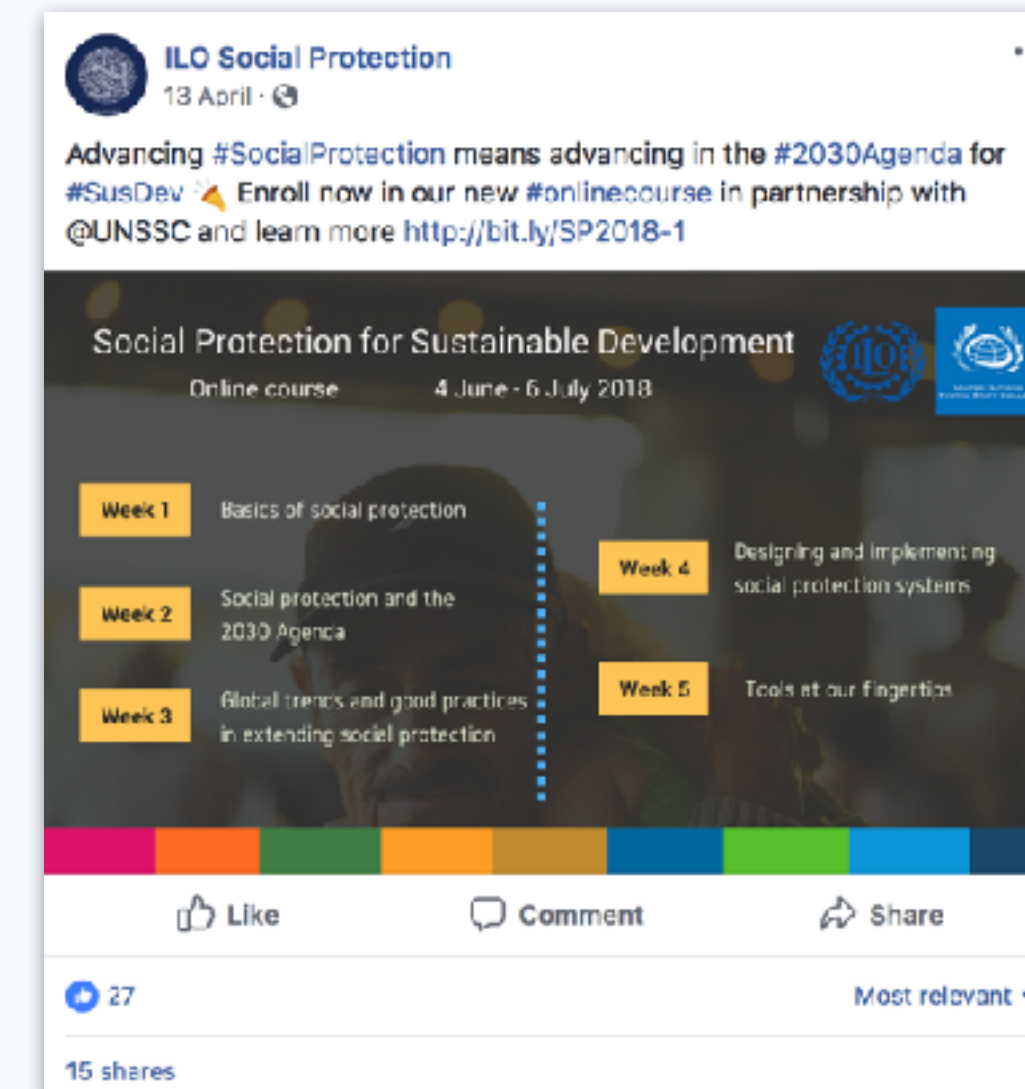 ILO Social Protection
13 April ·
Advancing #SocialProtection means advancing in the #2030Agenda for
#SusDev 🎉 Enroll now in our new #onlinecourse in partnership with
@UNSSC and learn more http://bit.ly/SP2018-1
Social Protection for Sustainable Development
Online course 4 June - 6 July 2018
ILO
Week 1 Basics of social protection
Week 2 Social protection and the
2030 Agenda
Week 3 Global trends and good practices
in extending social protection
Week 4 Designing and implementing
social protection systems
Week 5 Tools at our fingertips
Like Comment Share
27 Most relevant
15 shares